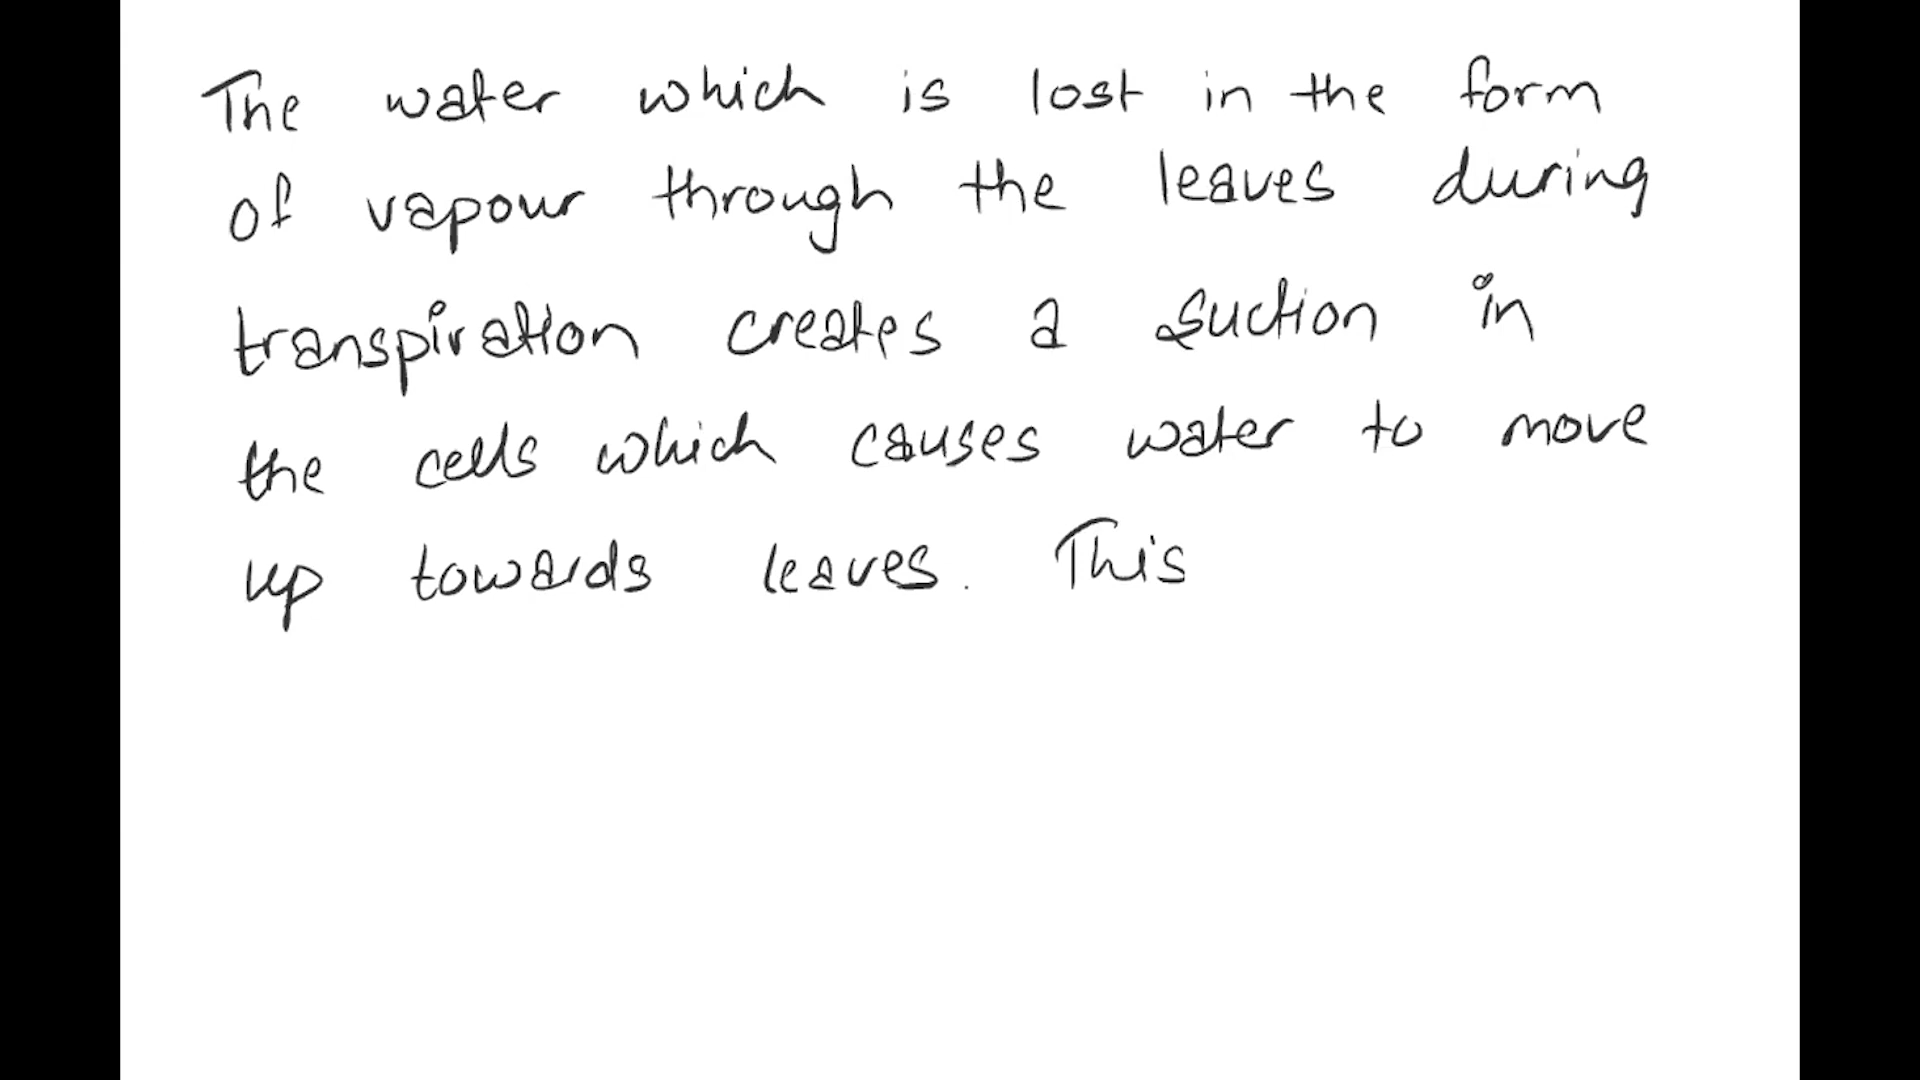 The water which is lost in the form
of vapour through the leaves during
transpiration creates a suction in
the cells which causes water to move
up towards leaves. This